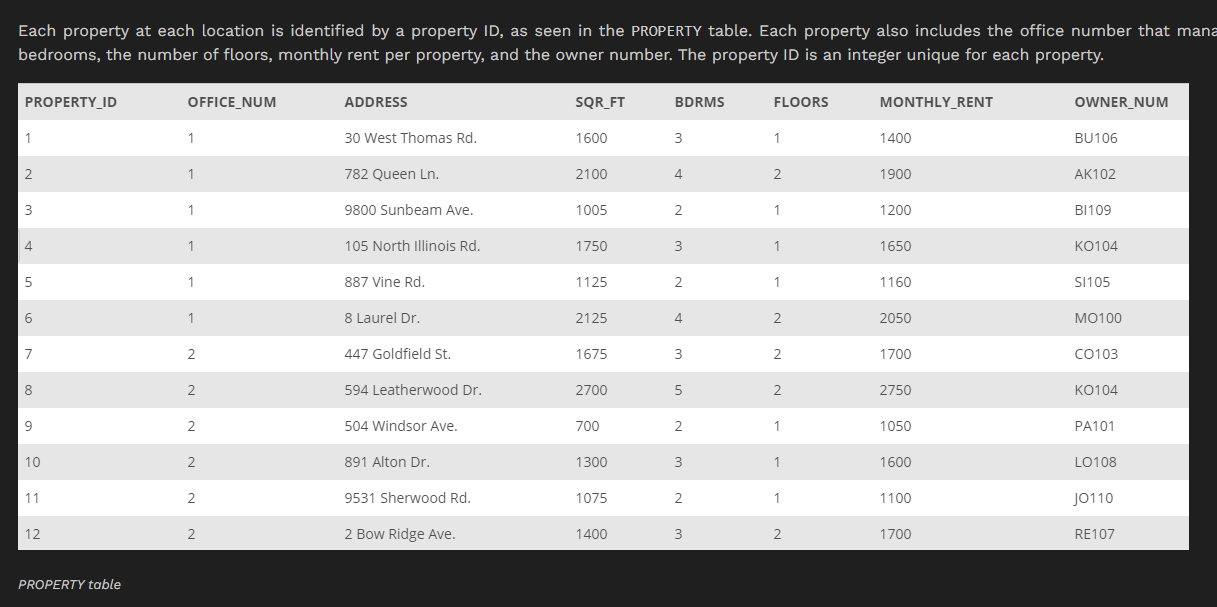 Each property at each location is identified by a property ID, as seen in the PROPERTY table. Each property also includes the office number that
bedrooms, the number of floors, monthly rent per property, and the owner number. The property ID is an integer unique for each property.
PROPERTY_ID OFFICE_NUM ADDRESS SQR_FT BDRMS FLOORS MONTHLY_RENT OWNER_NUM
1 1 30 West Thomas Rd. 1600 3 1 1400 BU106
2 1 782 Queen Ln. 2100 4 2 1900 AK102
3 1 9800 Sunbeam Ave. 1005 2 1 1200 BI109
4 1 105 North Illinois Rd. 1750 3 1 1650 KO104
5 1 887 Vine Rd. 1125 2 1 1160 SI105
6 1 8 Laurel Dr. 2125 4 2 2050 MO100
7 2 447 Goldfield St. 1675 3 2 1700 CO103
8 2 594 Leatherwood Dr. 2700 5 2 2750 KO104
9 2 504 Windsor Ave. 700 2 1 1050 PA101
10 2 891 Alton Dr. 1300 3 1 1600 LO108
11 2 9531 Sherwood Rd. 1075 2 1 1100 JO110
12 2 2 Bow Ridge Ave. 1400 3 2 1700 RE107
PROPERTY table